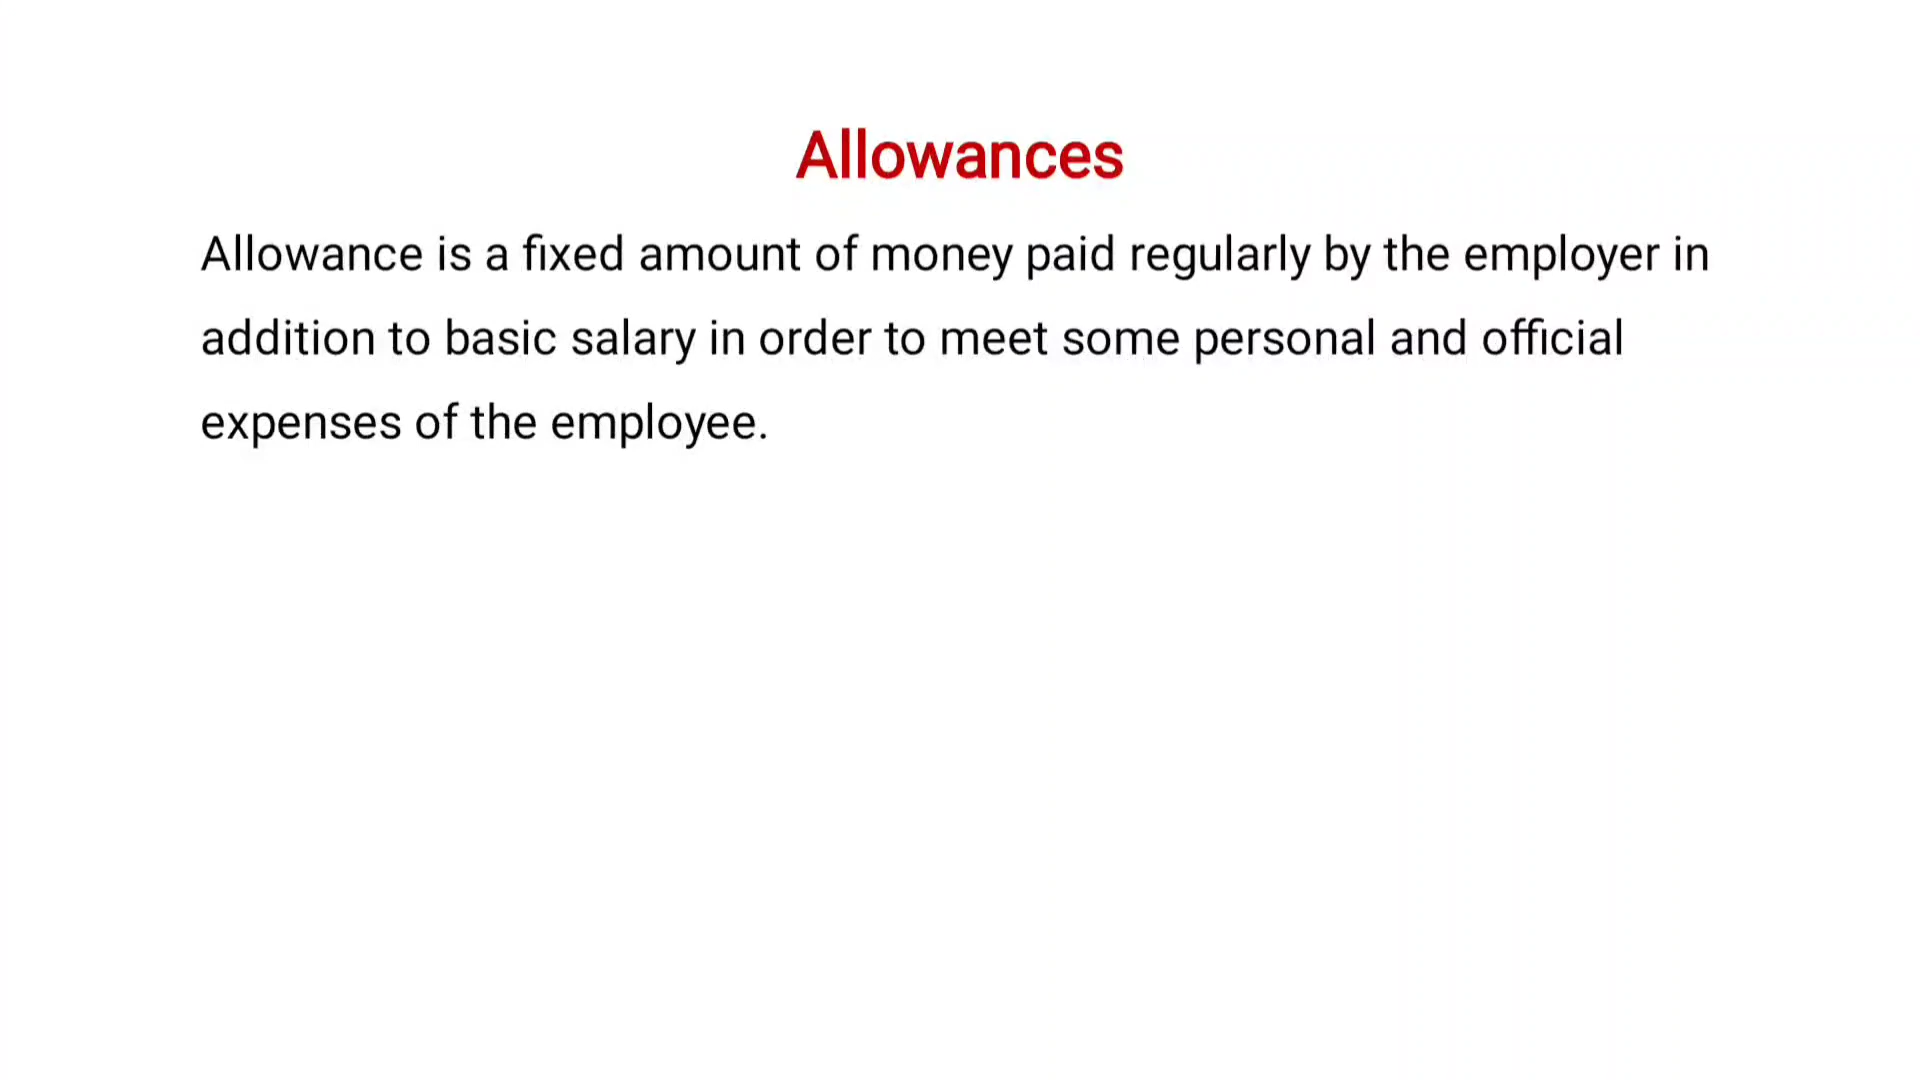 Allowances
Allowance is a fixed amount of money paid regularly by the employer in
addition to basic salary in order to meet some personal and official
expenses of the employee.